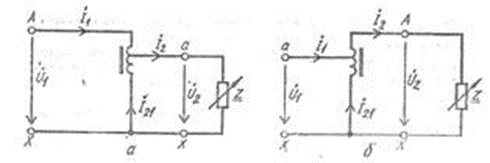 A İ₁ İ₂ a U̇₁ U̇₂ Z İ₂₁ X x
а
a İ₁ İ₂ A U̇₁ U̇₂ Z İ₂₁ x X
б